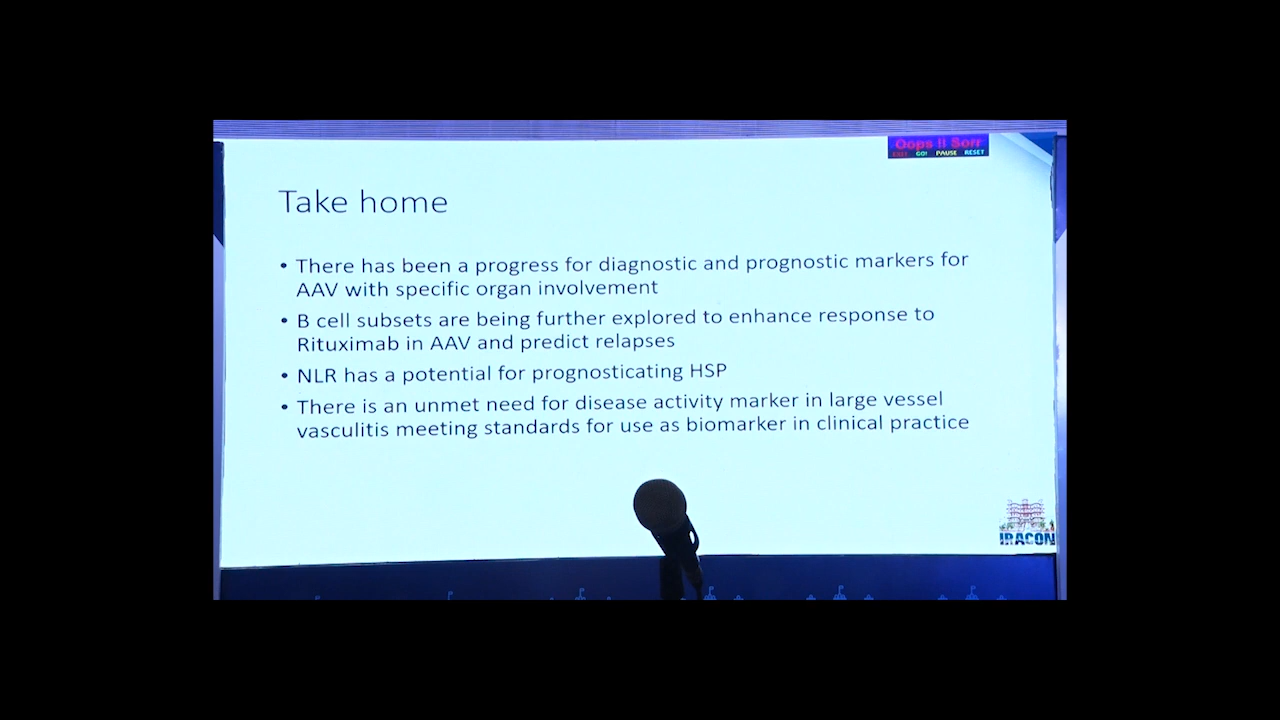 Oops !! Sorr
GO! PAUSE RESET
Take home
• There has been a progress for diagnostic and prognostic markers for
AAV with specific organ involvement
• B cell subsets are being further explored to enhance response to
Rituximab in AAV and predict relapses
• NLR has a potential for prognosticating HSP
• There is an unmet need for disease activity marker in large vessel
vasculitis meeting standards for use as biomarker in clinical practice
IRACON